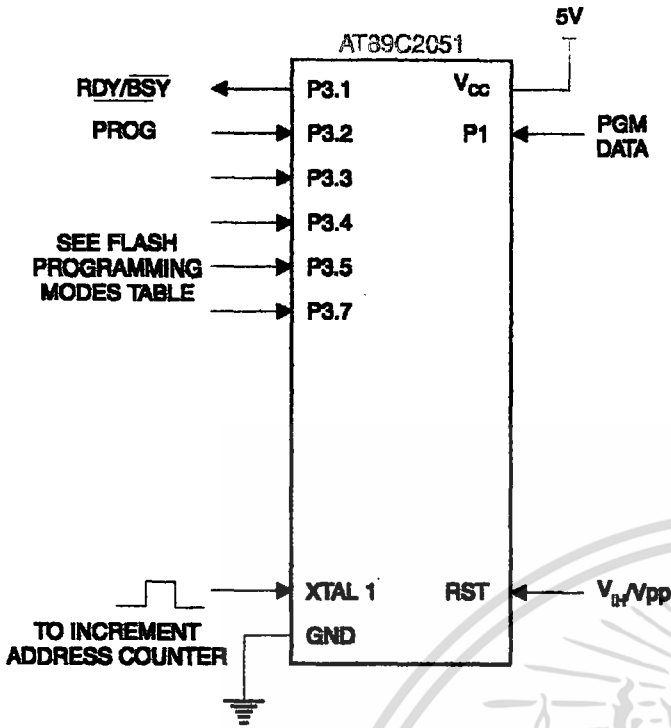 5V
AT89C2051
RDY/BSY
P3.1
VCC
PROG
P3.2
P1
PGM
DATA
P3.3
P3.4
SEE FLASH
PROGRAMMING
MODES TABLE
P3.5
P3.7
XTAL 1
RST
VIH/VPP
TO INCREMENT
ADDRESS COUNTER
GND